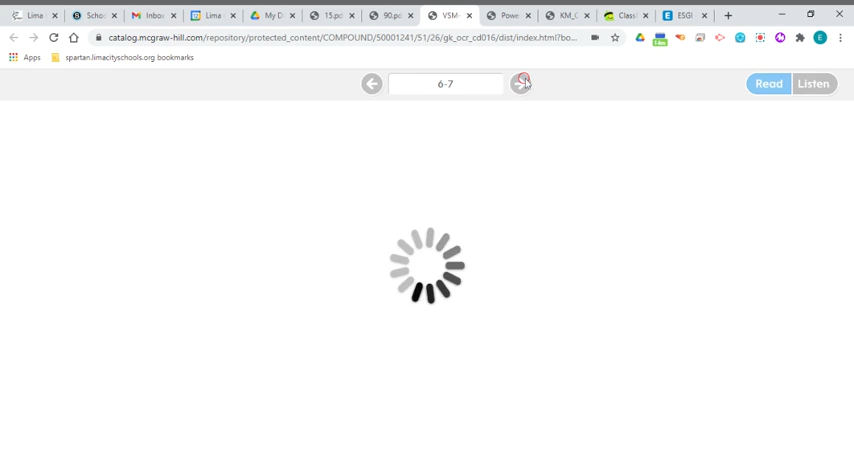 Lima
Schoo
Inbox
Lima
My D
15.pd
90.pd
VSM
Powe
KM_C
Classl
ESGI
catalog.mcgraw-hill.com/repository/protected_content/COMPOUND/50001241/51/26/gk_ocr_cd016/dist/index.html?bo...
E
Apps
spartan.limacityschools.org bookmarks
6-7
Read
Listen